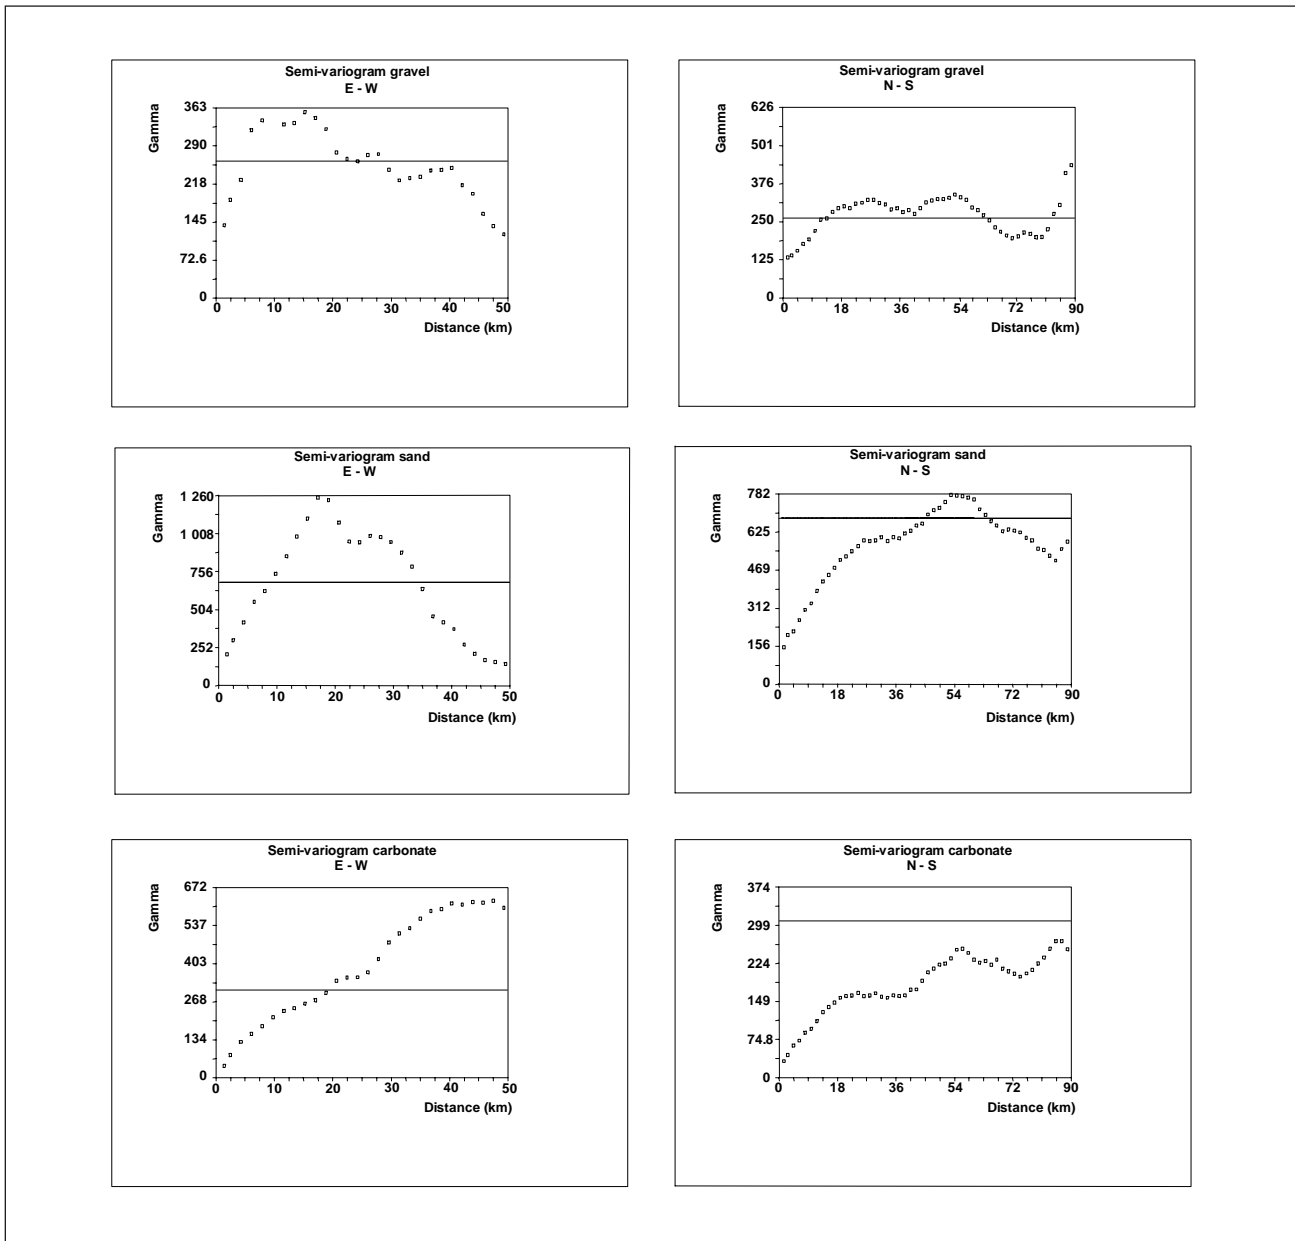 Semi-variogram gravel
E - W
Gamma
363
290
218
145
72.6
0
0 10 20 30 40 50
Distance (km)
Semi-variogram gravel
N - S
Gamma
626
501
376
250
125
0
0 18 36 54 72 90
Distance (km)
Semi-variogram sand
E - W
Gamma
1 260
1 008
756
504
252
0
0 10 20 30 40 50
Distance (km)
Semi-variogram sand
N - S
Gamma
782
625
469
312
156
0
0 18 36 54 72 90
Distance (km)
Semi-variogram carbonate
E - W
Gamma
672
537
403
268
134
0
0 10 20 30 40 50
Distance (km)
Semi-variogram carbonate
N - S
Gamma
374
299
224
149
74.8
0
0 18 36 54 72 90
Distance (km)